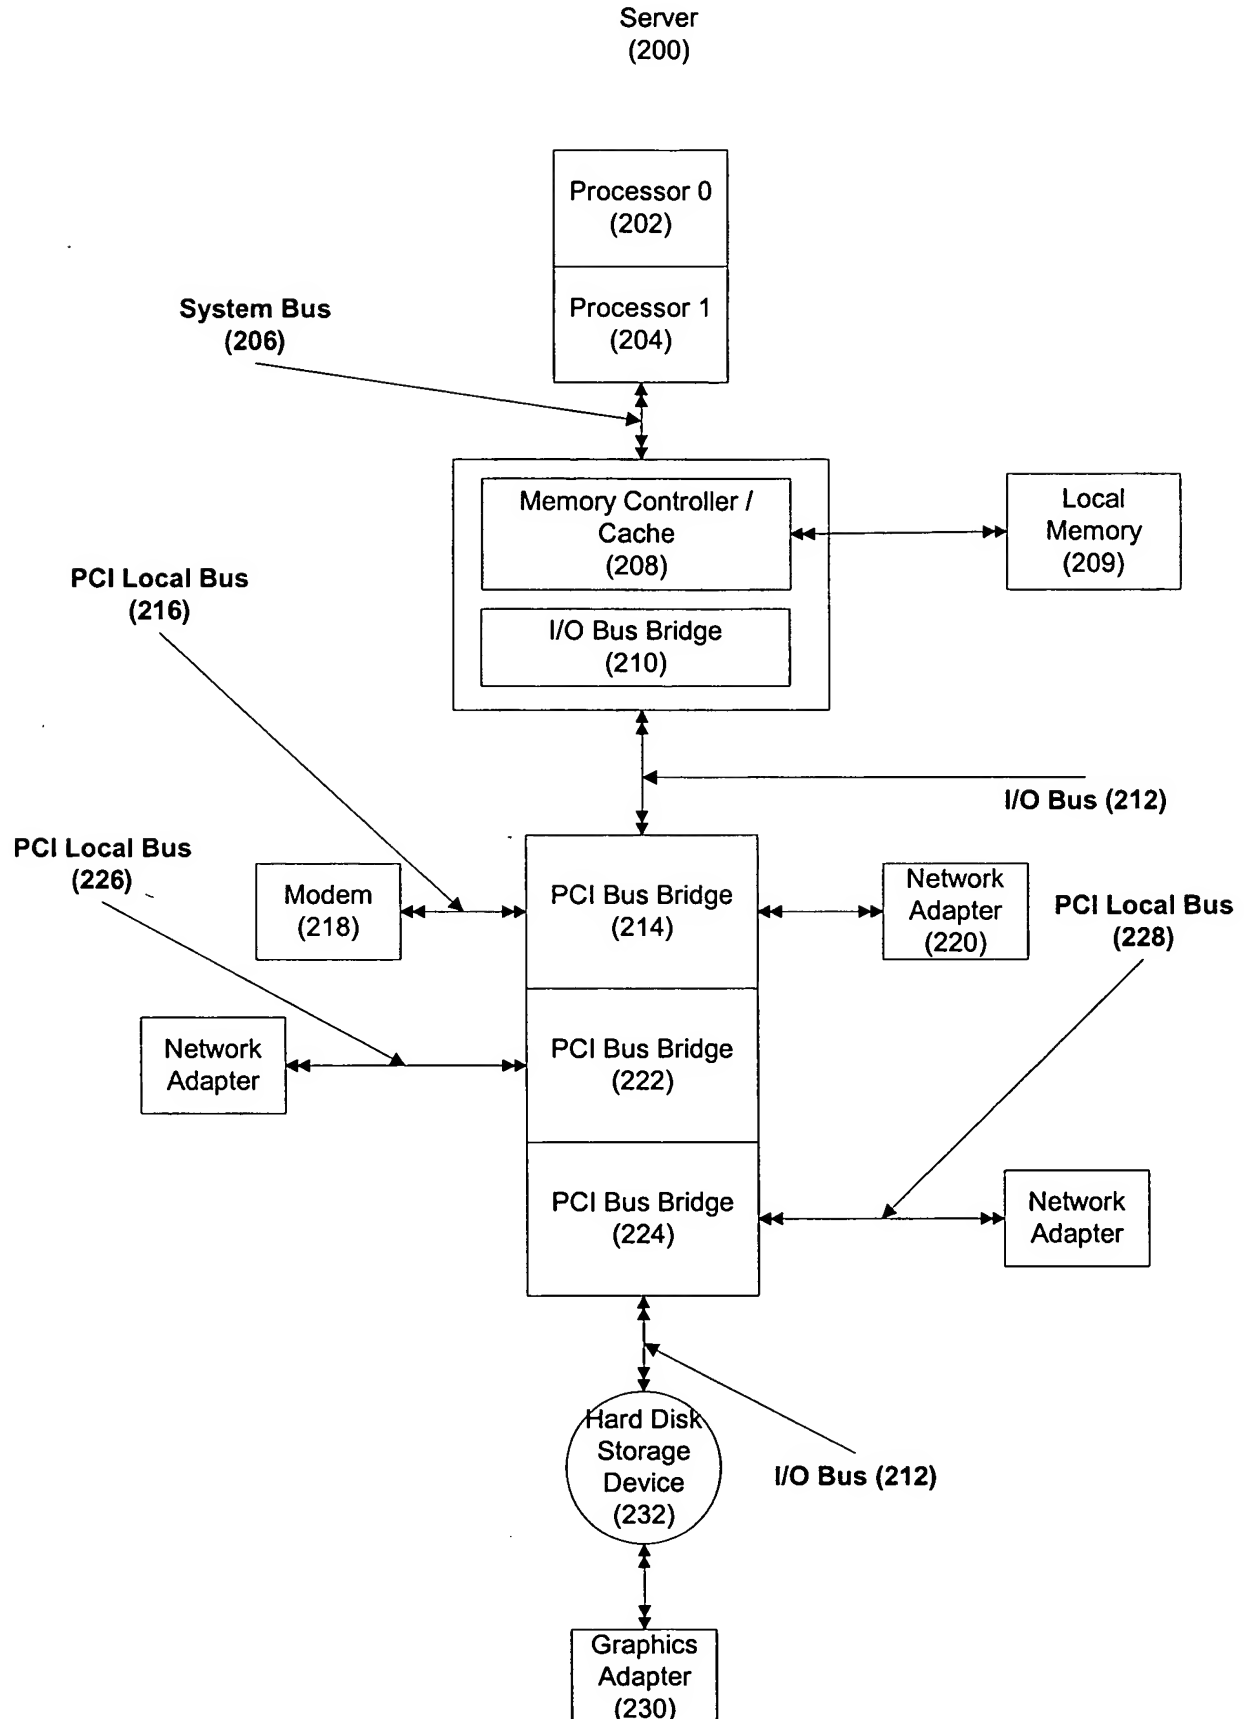 Server
(200)
Processor 0
(202)
Processor 1
(204)
System Bus
(206)
Memory Controller /
Cache
(208)
Local
Memory
(209)
I/O Bus Bridge
(210)
PCI Local Bus
(216)
I/O Bus (212)
PCI Local Bus
(226)
Modem
(218)
PCI Bus Bridge
(214)
Network
Adapter
(220)
PCI Local Bus
(228)
Network
Adapter
PCI Bus Bridge
(222)
PCI Bus Bridge
(224)
Network
Adapter
Hard Disk
Storage
Device
(232)
I/O Bus (212)
Graphics
Adapter
(230)